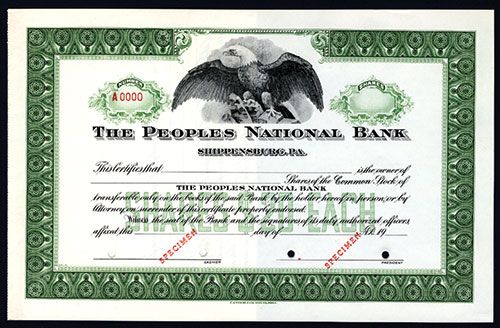 NUMBER
A0000
SHARES
THE PEOPLES NATIONAL BANK
SHIPPENSBURG, PA.
This Certifies that is the owner of
Shares of the Common Stock of
THE PEOPLES NATIONAL BANK
transferable only on the books of the said Bank by the holder hereof in person or by
Attorney on surrender of this certificate properly endorsed.
Witness the seal of the Bank and the signatures of its duly authorized officers,
affixed this day of A.D. 19
SHARES
EACH
SPECIMEN
SPECIMEN
CASHIER
PRESIDENT